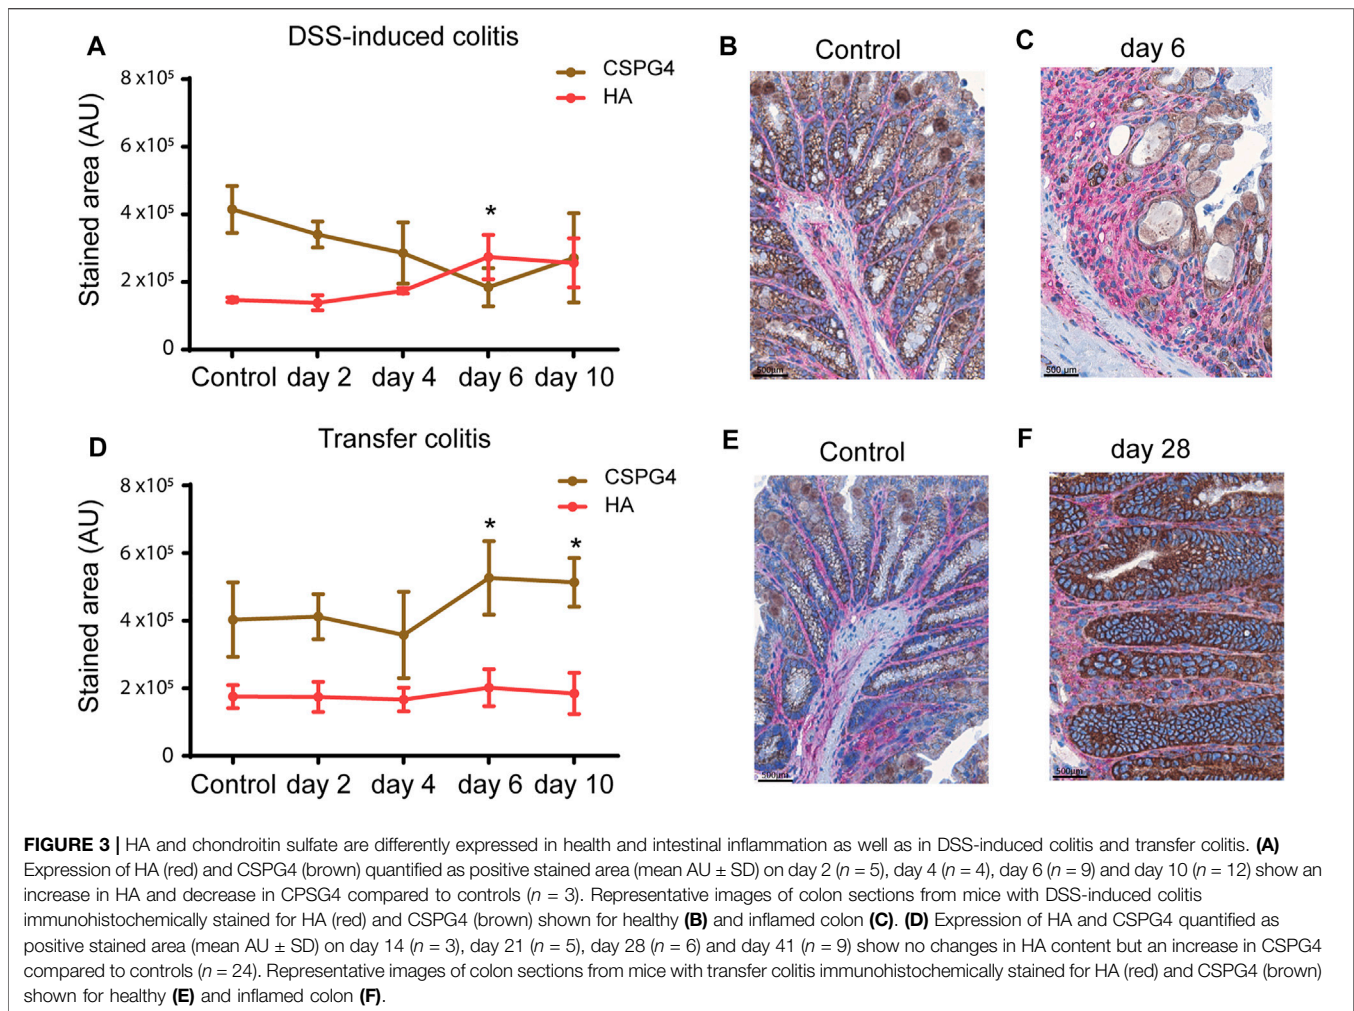 A
DSS-induced colitis
8 x10⁵
6 x10⁵
4 x10⁵
2 x10⁵
0
Stained area (AU)
CSPG4
HA
*
Control day 2 day 4 day 6 day 10
B
Control
500µm
C
day 6
500 µm
D
Transfer colitis
8 x10⁵
6 x10⁵
4 x10⁵
2 x10⁵
0
Stained area (AU)
CSPG4
HA
*
*
Control day 2 day 4 day 6 day 10
E
Control
500µm
F
day 28
500µm
FIGURE 3 | HA and chondroitin sulfate are differently expressed in health and intestinal inflammation as well as in DSS-induced colitis and transfer colitis. (A)
Expression of HA (red) and CSPG4 (brown) quantified as positive stained area (mean AU ± SD) on day 2 (n = 5), day 4 (n = 4), day 6 (n = 9) and day 10 (n = 12) show an
increase in HA and decrease in CPSG4 compared to controls (n = 3). Representative images of colon sections from mice with DSS-induced colitis
immunohistochemically stained for HA (red) and CSPG4 (brown) shown for healthy (B) and inflamed colon (C). (D) Expression of HA and CSPG4 quantified as
positive stained area (mean AU ± SD) on day 14 (n = 3), day 21 (n = 5), day 28 (n = 6) and day 41 (n = 9) show no changes in HA content but an increase in CSPG4
compared to controls (n = 24). Representative images of colon sections from mice with transfer colitis immunohistochemically stained for HA (red) and CSPG4 (brown)
shown for healthy (E) and inflamed colon (F).